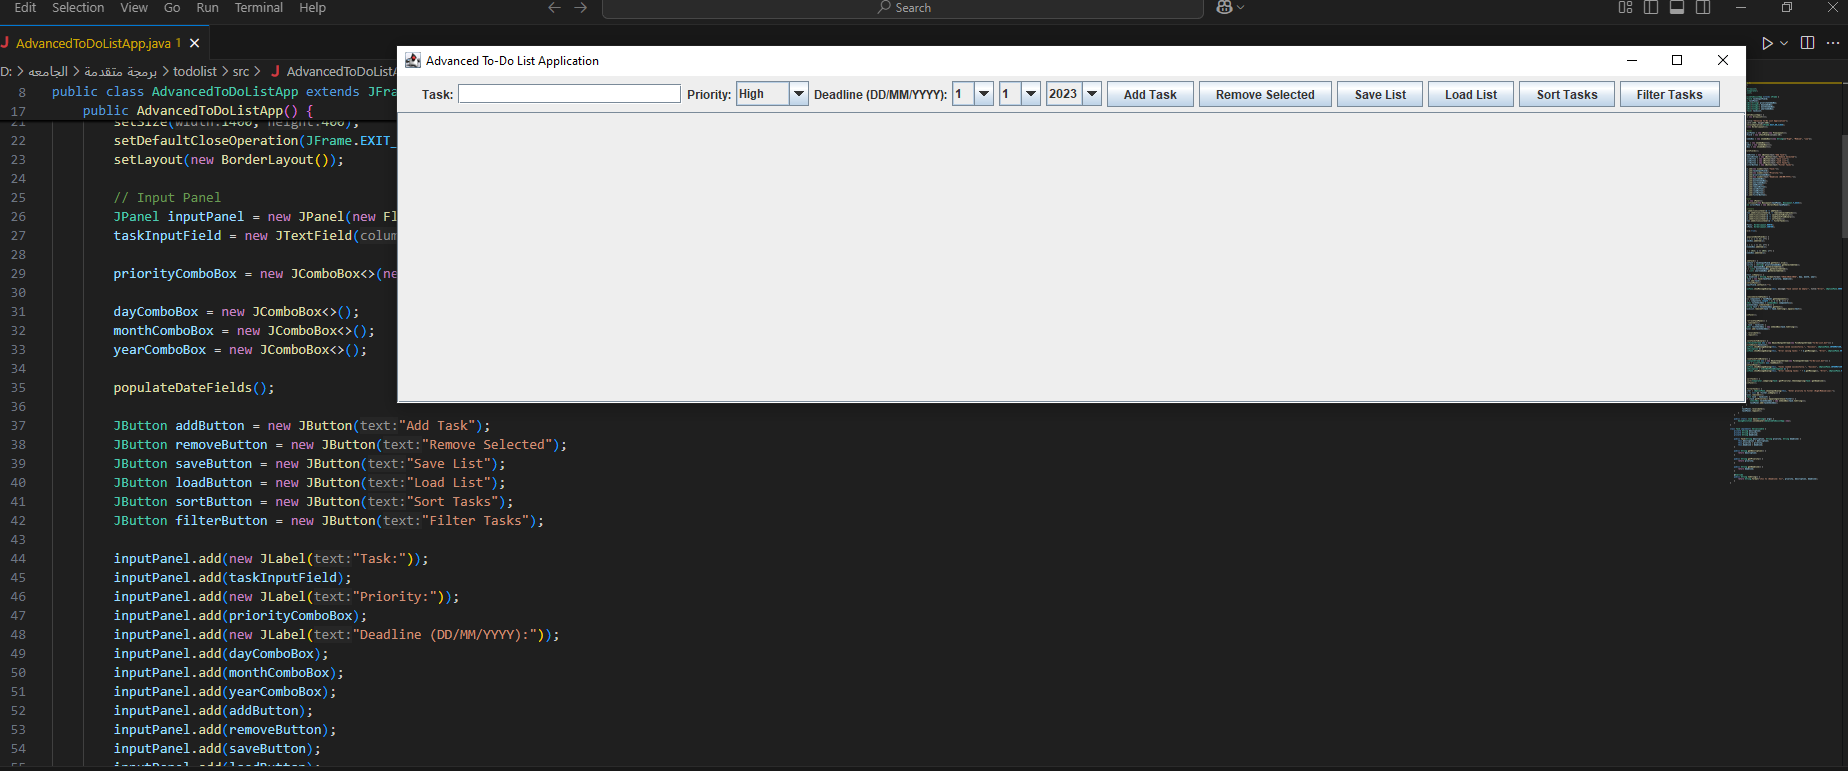 Edit Selection View Go Run Terminal Help
Search
AdvancedToDoListApp.java 1
D: > الجامعه > برمجة متقدمة > todolist > src > AdvancedToDoListA
8 public class AdvancedToDoListApp extends JFra
17 public AdvancedToDoListApp() {
21 setSize(width:1400, height:400);
22 setDefaultCloseOperation(JFrame.EXIT_
23 setLayout(new BorderLayout());
24
25 // Input Panel
26 JPanel inputPanel = new JPanel(new Fl
27 taskInputField = new JTextField(colum
28
29 priorityComboBox = new JComboBox<>(ne
30
31 dayComboBox = new JComboBox<>();
32 monthComboBox = new JComboBox<>();
33 yearComboBox = new JComboBox<>();
34
35 populateDateFields();
36
37 JButton addButton = new JButton(text:"Add Task");
38 JButton removeButton = new JButton(text:"Remove Selected");
39 JButton saveButton = new JButton(text:"Save List");
40 JButton loadButton = new JButton(text:"Load List");
41 JButton sortButton = new JButton(text:"Sort Tasks");
42 JButton filterButton = new JButton(text:"Filter Tasks");
43
44 inputPanel.add(new JLabel(text:"Task:"));
45 inputPanel.add(taskInputField);
46 inputPanel.add(new JLabel(text:"Priority:"));
47 inputPanel.add(priorityComboBox);
48 inputPanel.add(new JLabel(text:"Deadline (DD/MM/YYYY):"));
49 inputPanel.add(dayComboBox);
50 inputPanel.add(monthComboBox);
51 inputPanel.add(yearComboBox);
52 inputPanel.add(addButton);
53 inputPanel.add(removeButton);
54 inputPanel.add(saveButton);
55 inputPanel.add(loadButton);
Advanced To-Do List Application
Task: Priority: High Deadline (DD/MM/YYYY): 1 1 2023 Add Task Remove Selected Save List Load List Sort Tasks Filter Tasks